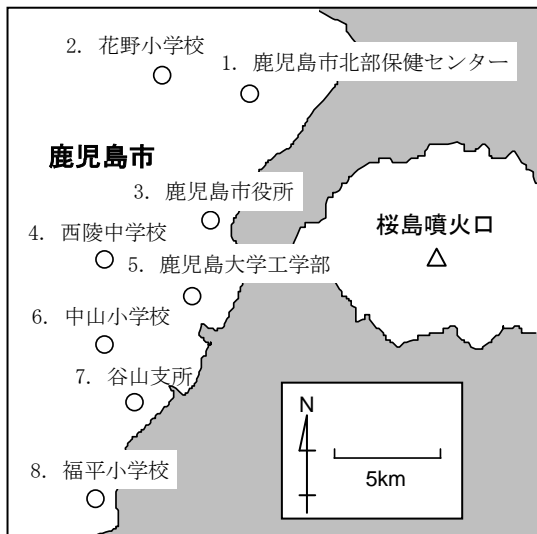 2. 花野小学校
1. 鹿児島市北部保健センター
鹿児島市
3. 鹿児島市役所
桜島噴火口
4. 西陵中学校
5. 鹿児島大学工学部
6. 中山小学校
7. 谷山支所
N
5km
8. 福平小学校